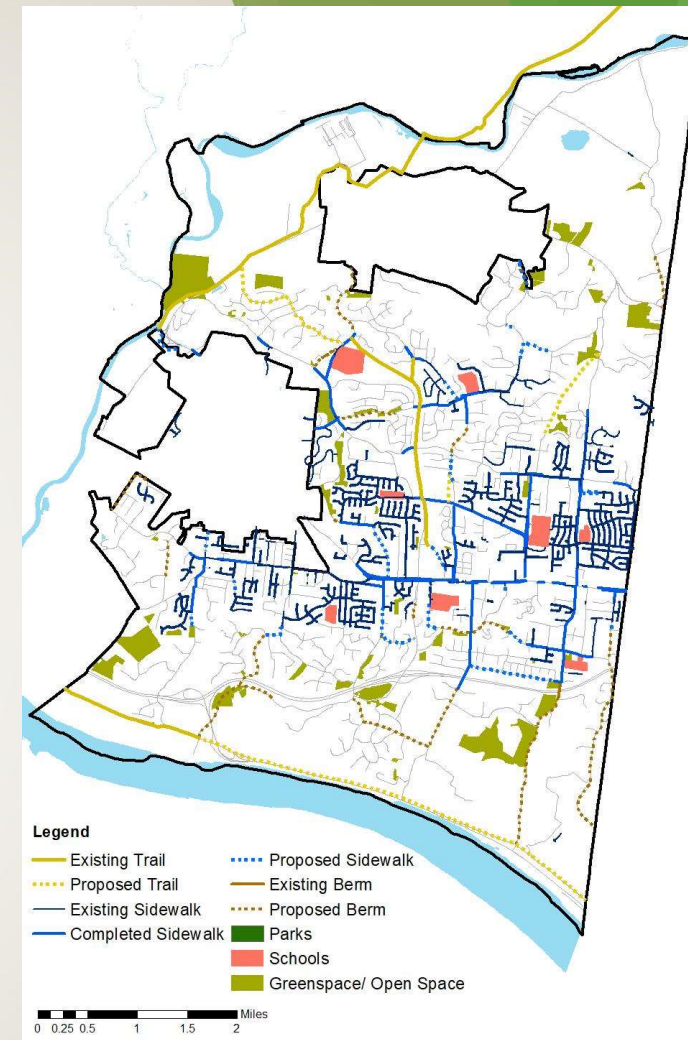 Legend
Existing Trail
Proposed Trail
Existing Sidewalk
Completed Sidewalk
Proposed Sidewalk
Existing Berm
Proposed Berm
Parks
Schools
Greenspace/ Open Space
Miles
0 0.25 0.5 1 1.5 2